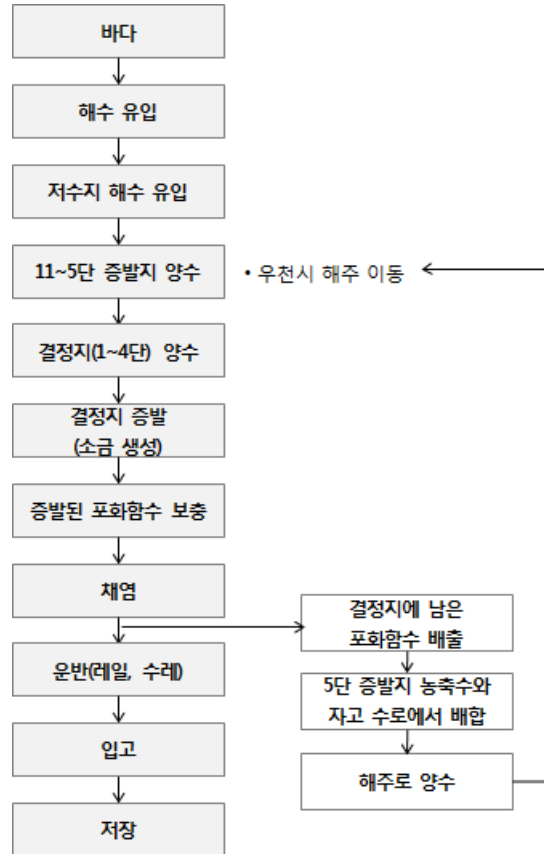 바다
해수 유입
저수지 해수 유입
11~5단 증발지 양수
• 우천시 해주 이동
결정지(1~4단) 양수
결정지 증발
(소금 생성)
증발된 포화함수 보충
채염
결정지에 남은
포화함수 배출
운반(레일, 수레)
5단 증발지 농축수와
자고 수로에서 배합
입고
해주로 양수
저장